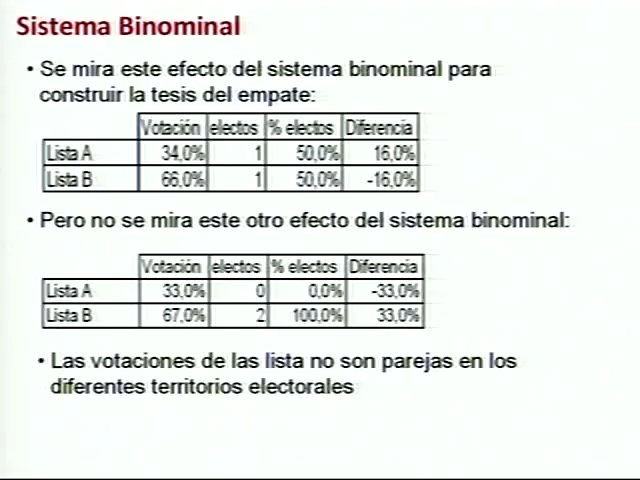 Sistema Binominal
• Se mira este efecto del sistema binominal para
construir la tesis del empate:
Votación electos % electos Diferencia
Lista A 34,0% 1 50,0% 16,0%
Lista B 66,0% 1 50,0% -16,0%
• Pero no se mira este otro efecto del sistema binominal:
Votación electos % electos Diferencia
Lista A 33,0% 0 0,0% -33,0%
Lista B 67,0% 2 100,0% 33,0%
• Las votaciones de las lista no son parejas en los
diferentes territorios electorales